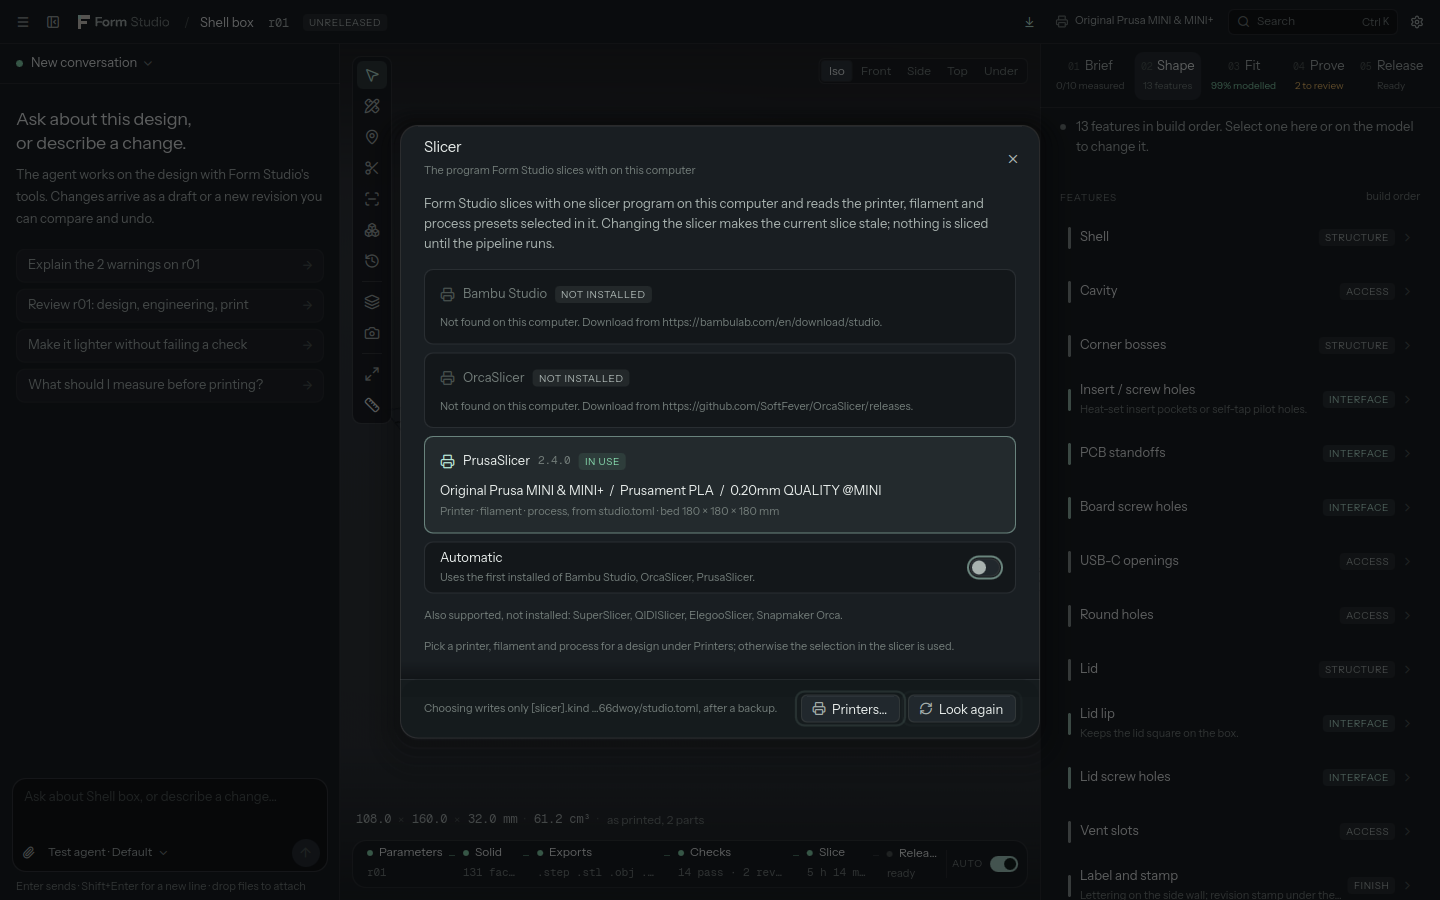 Form Studio / Shell box r01 UNRELEASED
Original Prusa MINI & MINI+
Search Ctrl K
New conversation
Ask about this design,
or describe a change.
The agent works on the design with Form Studio's
tools. Changes arrive as a draft or a new revision you
can compare and undo.
Explain the 2 warnings on r01
Review r01: design, engineering, print
Make it lighter without failing a check
What should I measure before printing?
Ask about Shell box, or describe a change...
Test agent · Default
Enter sends · Shift+Enter for a new line · drop files to attach
Iso Front Side Top Under
Slicer
The program Form Studio slices with on this computer
Form Studio slices with one slicer program on this computer and reads the printer, filament and
process presets selected in it. Changing the slicer makes the current slice stale; nothing is sliced
until the pipeline runs.
Bambu Studio NOT INSTALLED
Not found on this computer. Download from https://bambulab.com/en/download/studio.
OrcaSlicer NOT INSTALLED
Not found on this computer. Download from https://github.com/SoftFever/OrcaSlicer/releases.
PrusaSlicer 2.4.0 IN USE
Original Prusa MINI & MINI+ / Prusament PLA / 0.20mm QUALITY @MINI
Printer · filament · process, from studio.toml · bed 180 × 180 × 180 mm
Automatic
Uses the first installed of Bambu Studio, OrcaSlicer, PrusaSlicer.
Also supported, not installed: SuperSlicer, QIDISlicer, ElegooSlicer, Snapmaker Orca.
Pick a printer, filament and process for a design under Printers; otherwise the selection in the slicer is used.
Choosing writes only [slicer].kind …66dwoy/studio.toml, after a backup.
Printers...
Look again
108.0 × 160.0 × 32.0 mm · 61.2 cm³ · as printed, 2 parts
Parameters … Solid … Exports … Checks … Slice … Relea…
r01 131 fac… .step .stl .obj …. 14 pass · 2 rev… 5 h 14 m… ready
AUTO
01 Brief 02 Shape 03 Fit 04 Prove 05 Release
0/10 measured 13 features 99% modelled 2 to review Ready
13 features in build order. Select one here or on the model
to change it.
FEATURES build order
Shell STRUCTURE
Cavity ACCESS
Corner bosses STRUCTURE
Insert / screw holes INTERFACE
Heat-set insert pockets or self-tap pilot holes.
PCB standoffs INTERFACE
Board screw holes INTERFACE
USB-C openings ACCESS
Round holes ACCESS
Lid STRUCTURE
Lid lip INTERFACE
Keeps the lid square on the box.
Lid screw holes INTERFACE
Vent slots ACCESS
Label and stamp FINISH
Lettering on the side wall; revision stamp under the…